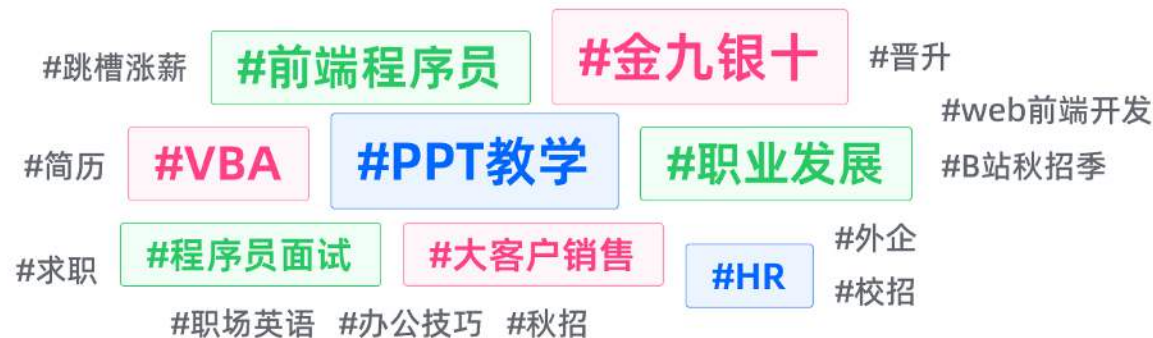 #跳槽涨薪 #前端程序员 #金九银十 #晋升
#web前端开发
#简历 #VBA #PPT教学 #职业发展 #B站秋招季
#求职 #程序员面试 #大客户销售 #HR #外企
#校招
#职场英语 #办公技巧 #秋招